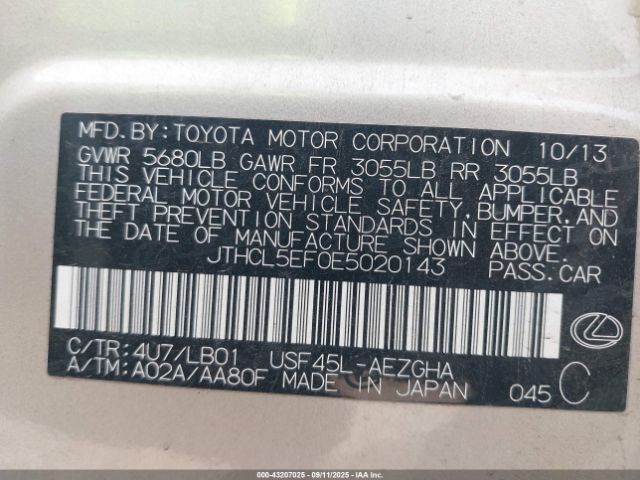 MFD.BY:TOYOTA MOTOR CORPORATION 10/13
GVWR 5680LB GAWR FR 3055LB RR 3055LB
THIS VEHICLE CONFORMS TO ALL APPLICABLE
FEDERAL MOTOR VEHICLE SAFETY,BUMPER,AND
THEFT PREVENTION STANDARDS IN EFFECT ON
THE DATE OF MANUFACTURE SHOWN ABOVE.
JTHCL5EF0E5020143 PASS.CAR
C/TR:4U7/LB01 USF45L-AEZGHA
A/TM:A02A/AA80F MADE IN JAPAN 045 C
000-43207025 - 09/11/2025 - IAAI.COM